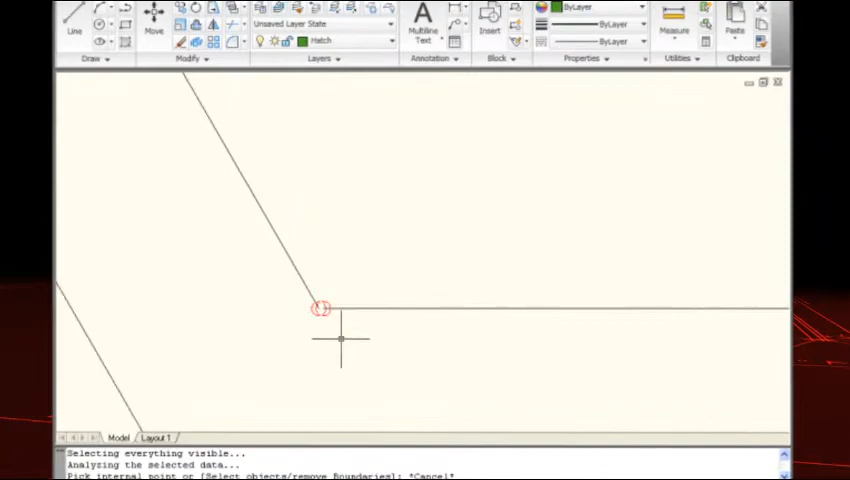 Line
Move
Unsaved Layer State
Hatch
Multiline
Text
Insert
ByLayer
ByLayer
ByLayer
Measure
Paste
Draw
Modify
Layers
Annotation
Block
Properties
Utilities
Clipboard
Model
Layout 1
Selecting everything visible...
Analyzing the selected data...
Pick internal point or [Select objects/remove Boundaries]: *Cancel*